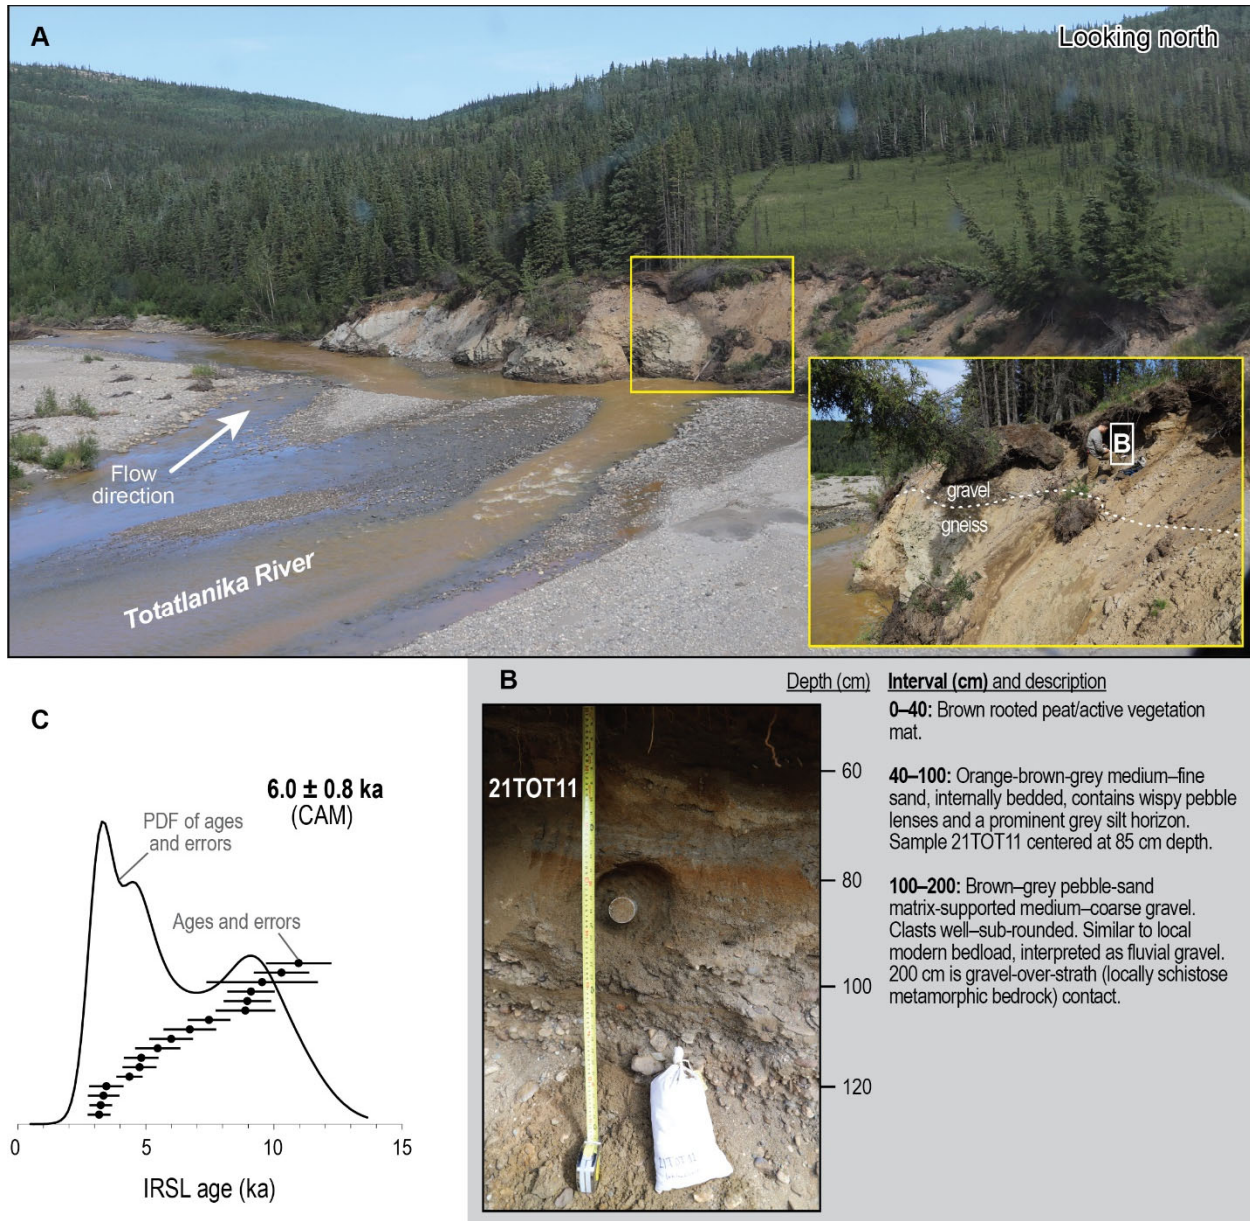 A
Looking north
Flow
direction
Totatlanika River
B
gravel
gneiss
C
6.0 ± 0.8 ka
(CAM)
PDF of ages
and errors
Ages and errors
0
5
10
15
IRSL age (ka)
B
21TOT11
Depth (cm)
60
80
100
120
Interval (cm) and description
0–40: Brown rooted peat/active vegetation
mat.
40–100: Orange-brown-grey medium–fine
sand, internally bedded, contains wispy pebble
lenses and a prominent grey silt horizon.
Sample 21TOT11 centered at 85 cm depth.
100–200: Brown–grey pebble-sand
matrix-supported medium–coarse gravel.
Clasts well–sub-rounded. Similar to local
modern bedload, interpreted as fluvial gravel.
200 cm is gravel-over-strath (locally schistose
metamorphic bedrock) contact.